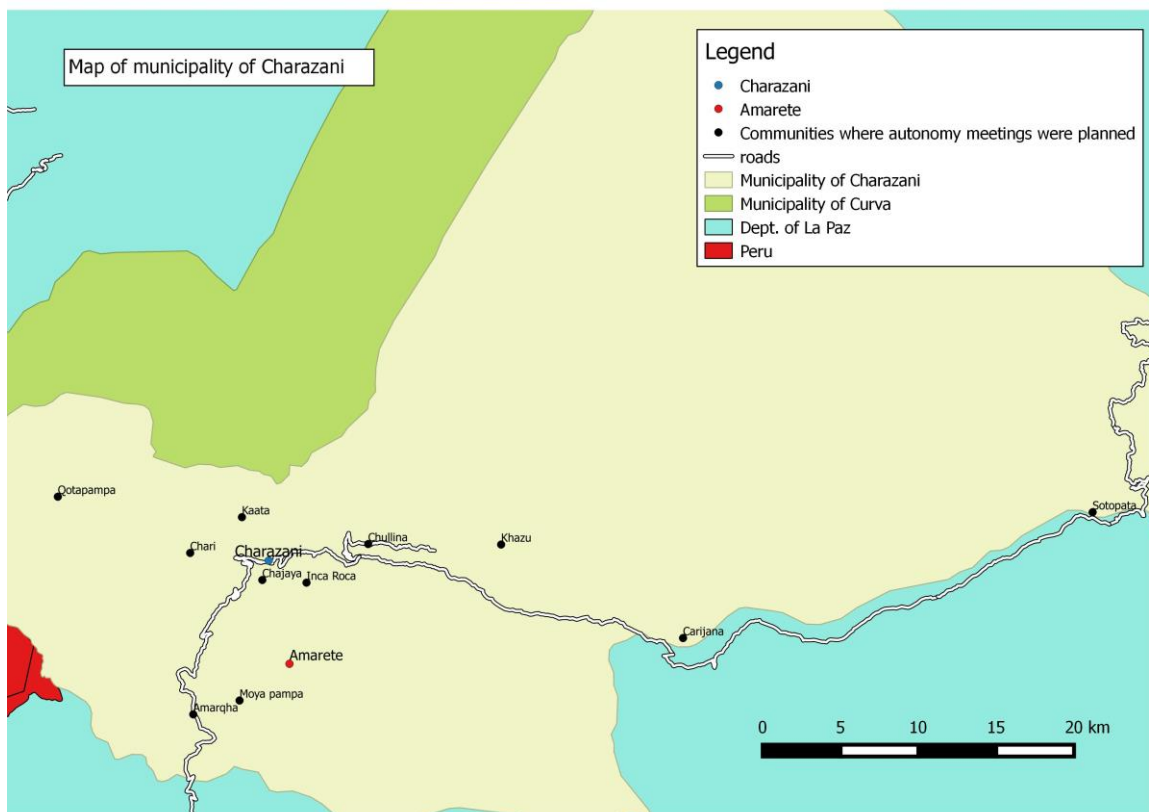 Map of municipality of Charazani
Legend
Charazani
Amarete
Communities where autonomy meetings were planned
roads
Municipality of Charazani
Municipality of Curva
Dept. of La Paz
Peru
Qotapampa
Kaata
Chari
Charazani
Chullina
Khazu
Sotopata
Chajaya
Inca Roca
Carijana
Amarete
Moya pampa
Amarqha
0 5 10 15 20 km